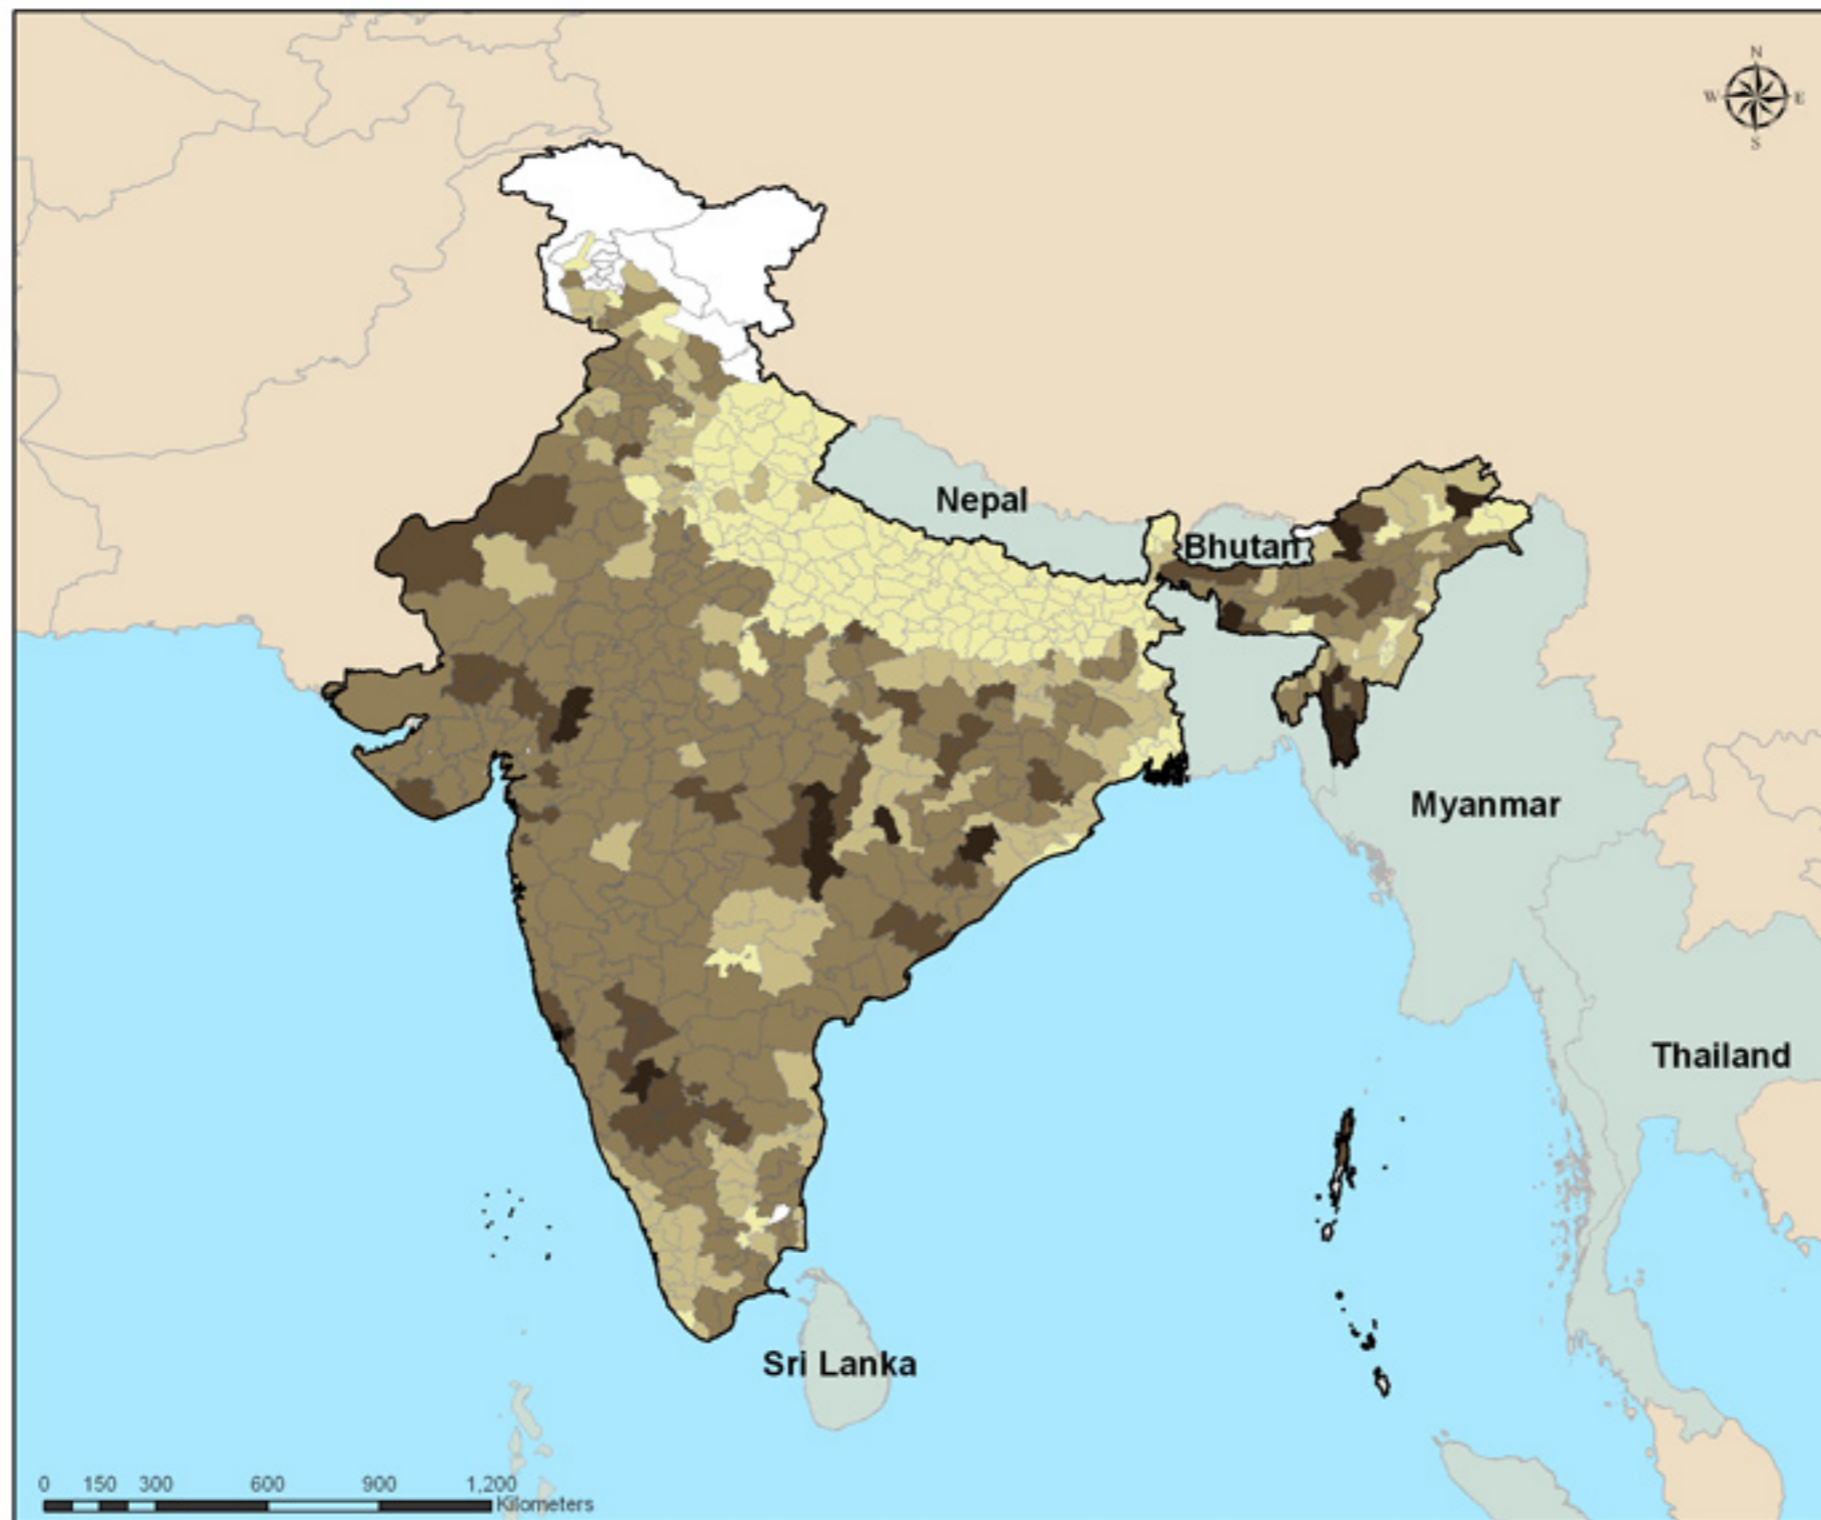 N
W E
S
Nepal
Bhutan
Myanmar
Thailand
Sri Lanka
0 150 300 600 900 1,200
Kilometers